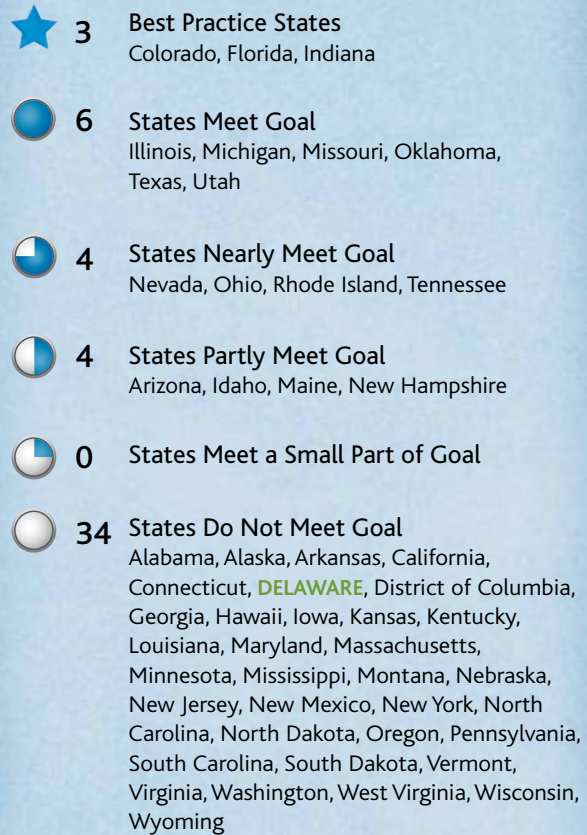 3 Best Practice States
Colorado, Florida, Indiana
6 States Meet Goal
Illinois, Michigan, Missouri, Oklahoma,
Texas, Utah
4 States Nearly Meet Goal
Nevada, Ohio, Rhode Island, Tennessee
4 States Partly Meet Goal
Arizona, Idaho, Maine, New Hampshire
0 States Meet a Small Part of Goal
34 States Do Not Meet Goal
Alabama, Alaska, Arkansas, California,
Connecticut, DELAWARE, District of Columbia,
Georgia, Hawaii, Iowa, Kansas, Kentucky,
Louisiana, Maryland, Massachusetts,
Minnesota, Mississippi, Montana, Nebraska,
New Jersey, New Mexico, New York, North
Carolina, North Dakota, Oregon, Pennsylvania,
South Carolina, South Dakota, Vermont,
Virginia, Washington, West Virginia, Wisconsin,
Wyoming